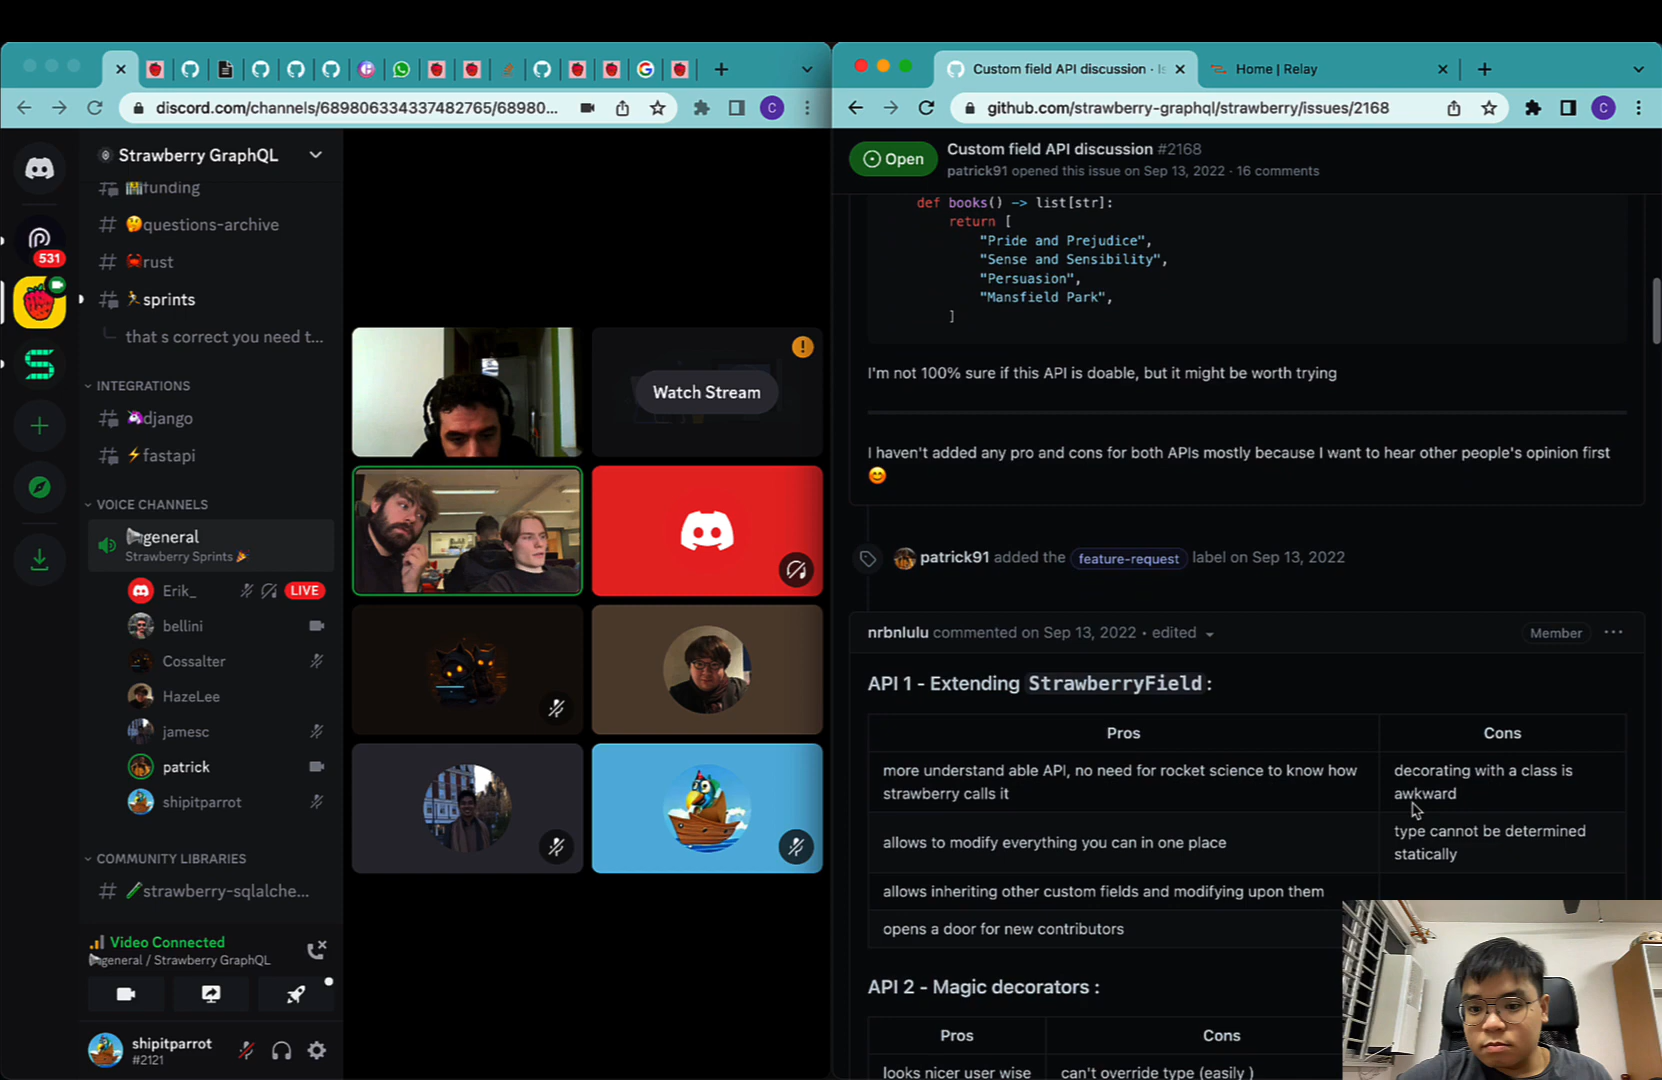 discord.com/channels/689806334337482765/68980...
Strawberry GraphQL
funding
questions-archive
rust
sprints
that s correct you need t...
INTEGRATIONS
django
fastapi
VOICE CHANNELS
general
Strawberry Sprints
Erik_
LIVE
bellini
Cossalter
HazeLee
jamesc
patrick
shipitparrot
COMMUNITY LIBRARIES
strawberry-sqlalche...
Video Connected
general / Strawberry GraphQL
shipitparrot
#2121
531
Watch Stream
Custom field API discussion · Is
Home | Relay
github.com/strawberry-graphql/strawberry/issues/2168
C
C
Open
Custom field API discussion #2168
patrick91 opened this issue on Sep 13, 2022 · 16 comments
def books() -> list[str]:
return [
"Pride and Prejudice",
"Sense and Sensibility",
"Persuasion",
"Mansfield Park",
]
I'm not 100% sure if this API is doable, but it might be worth trying
I haven't added any pro and cons for both APIs mostly because I want to hear other people's opinion first
patrick91 added the feature-request label on Sep 13, 2022
nrbnlulu commented on Sep 13, 2022 • edited
Member
API 1 - Extending StrawberryField:
Pros
Cons
more understand able API, no need for rocket science to know how
strawberry calls it
decorating with a class is
awkward
allows to modify everything you can in one place
type cannot be determined
statically
allows inheriting other custom fields and modifying upon them
opens a door for new contributors
API 2 - Magic decorators :
Pros
Cons
looks nicer user wise
can't override type (easily )